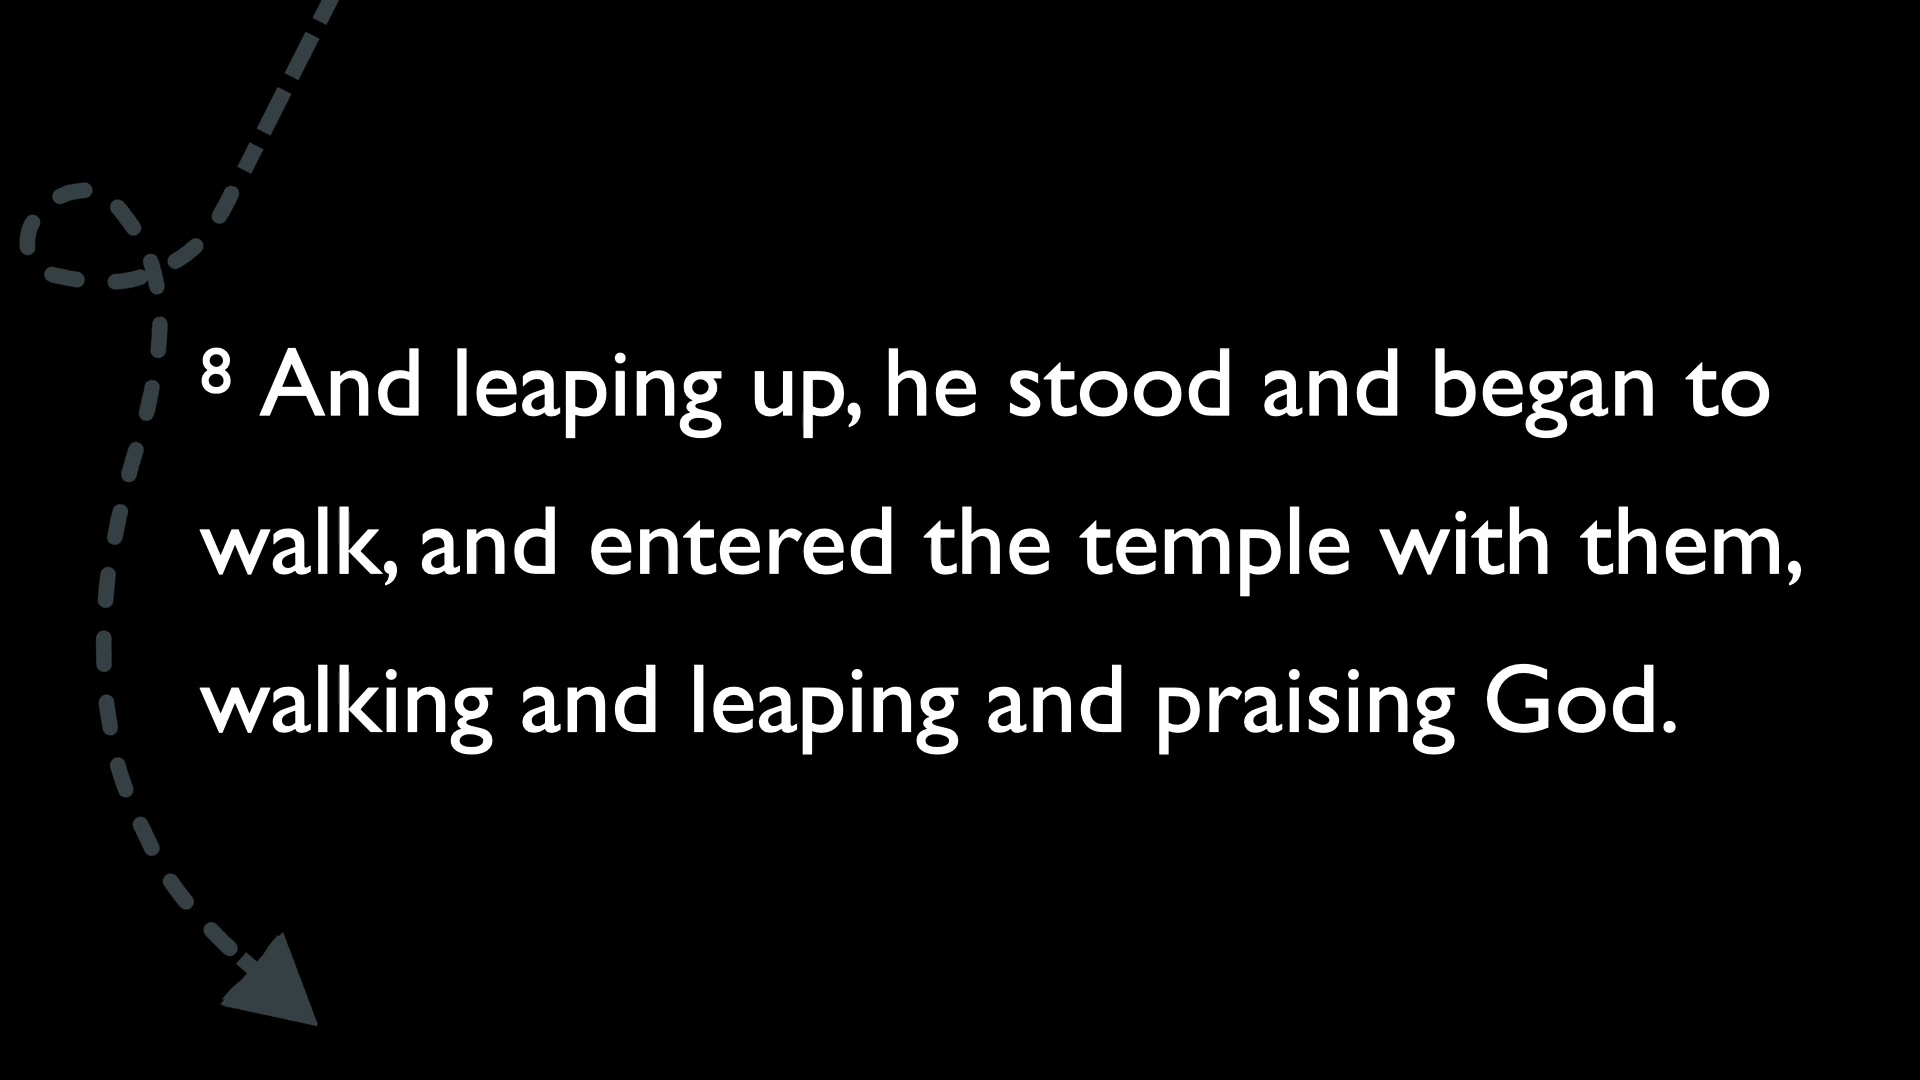 ⁸ And leaping up, he stood and began to
walk, and entered the temple with them,
walking and leaping and praising God.